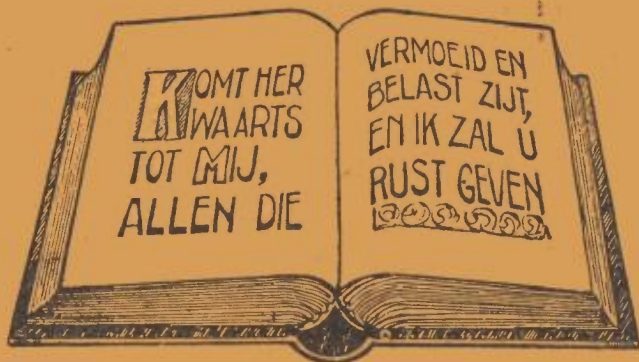 KOMT HER
WAARTS
TOT MIJ,
ALLEN DIE
VERMOEID EN
BELAST ZIJT,
EN IK ZAL U
RUST GEVEN